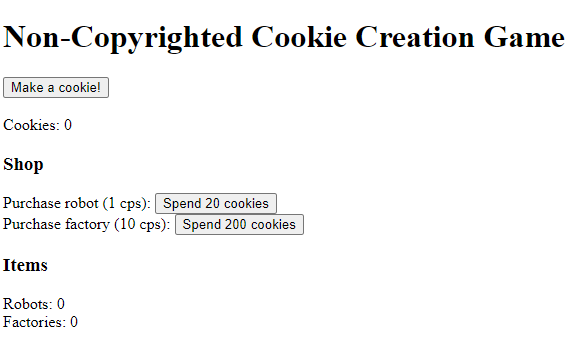 Non-Copyrighted Cookie Creation Game
Make a cookie!
Cookies: 0
Shop
Purchase robot (1 cps): Spend 20 cookies
Purchase factory (10 cps): Spend 200 cookies
Items
Robots: 0
Factories: 0